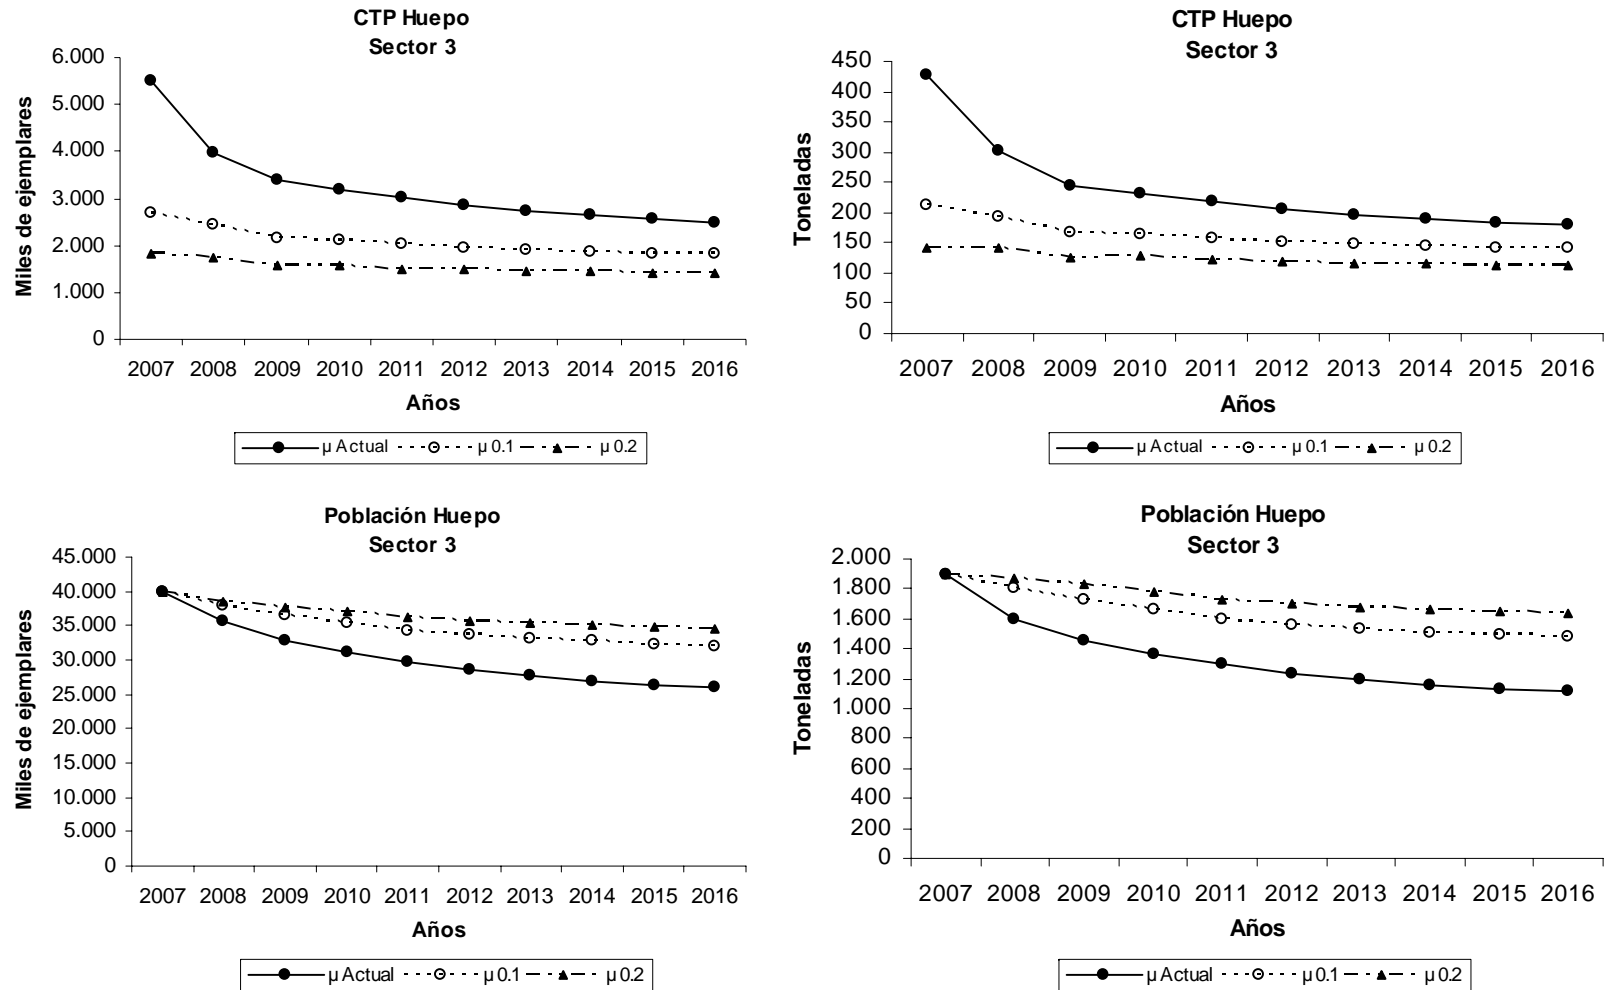 CTP Huepo
Sector 3
Miles de ejemplares
6.000
5.000
4.000
3.000
2.000
1.000
0
2007 2008 2009 2010 2011 2012 2013 2014 2015 2016
Años
µ Actual µ 0.1 µ 0.2
CTP Huepo
Sector 3
Toneladas
450
400
350
300
250
200
150
100
50
0
2007 2008 2009 2010 2011 2012 2013 2014 2015 2016
Años
µ Actual µ 0.1 µ 0.2
Población Huepo
Sector 3
Miles de ejemplares
45.000
40.000
35.000
30.000
25.000
20.000
15.000
10.000
5.000
0
2007 2008 2009 2010 2011 2012 2013 2014 2015 2016
Años
µ Actual µ 0.1 µ 0.2
Población Huepo
Sector 3
Toneladas
2.000
1.800
1.600
1.400
1.200
1.000
800
600
400
200
0
2007 2008 2009 2010 2011 2012 2013 2014 2015 2016
Años
µ Actual µ 0.1 µ 0.2